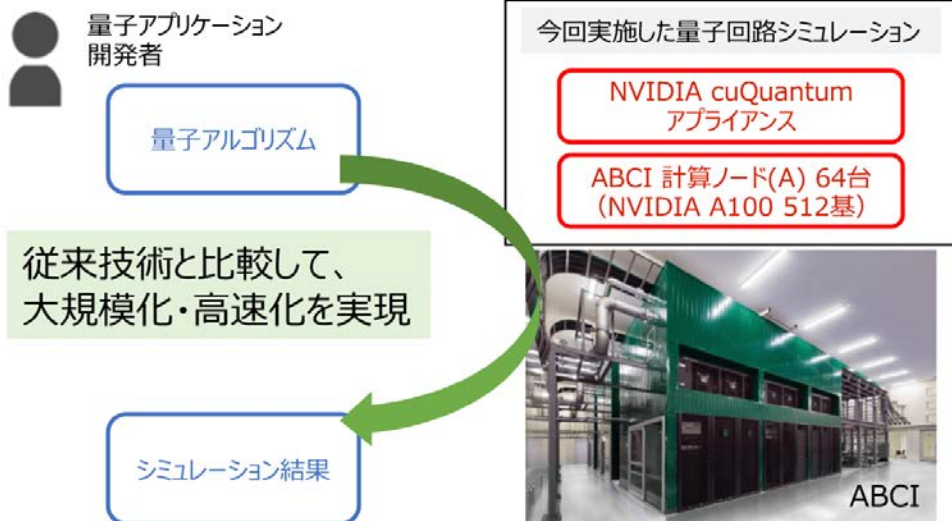 量子アプリケーション
開発者
量子アルゴリズム
従来技術と比較して、
大規模化・高速化を実現
シミュレーション結果
今回実施した量子回路シミュレーション
NVIDIA cuQuantum
アプライアンス
ABCI 計算ノード(A) 64台
(NVIDIA A100 512基)
ABCI